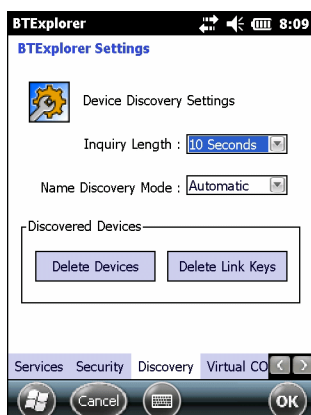 BTExplorer 8:09
BTExplorer Settings
Device Discovery Settings
Inquiry Length : 10 Seconds
Name Discovery Mode : Automatic
Discovered Devices
Delete Devices Delete Link Keys
Services Security Discovery Virtual CO
Cancel OK